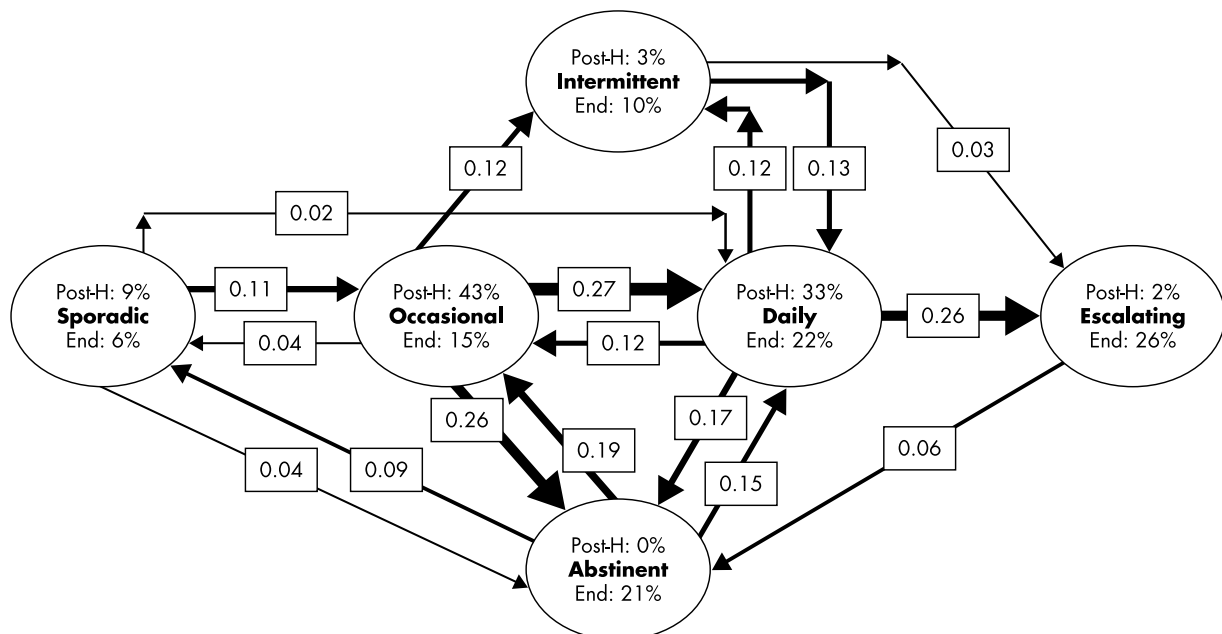 Post-H: 3%
Intermittent
End: 10%
0.03
0.12
0.12
0.13
0.02
Post-H: 9%
Sporadic
End: 6%
0.11
0.04
Post-H: 43%
Occasional
End: 15%
0.27
0.12
Post-H: 33%
Daily
End: 22%
0.26
Post-H: 2%
Escalating
End: 26%
0.04
0.09
0.26
0.19
0.17
0.15
0.06
Post-H: 0%
Abstinent
End: 21%